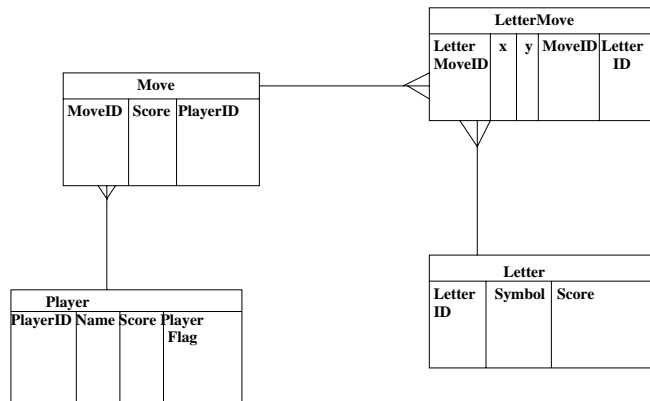 LetterMove
Letter x y MoveID Letter
MoveID ID
Move
MoveID Score PlayerID
Letter
Letter Symbol Score
ID
Player
PlayerID Name Score Player
Flag